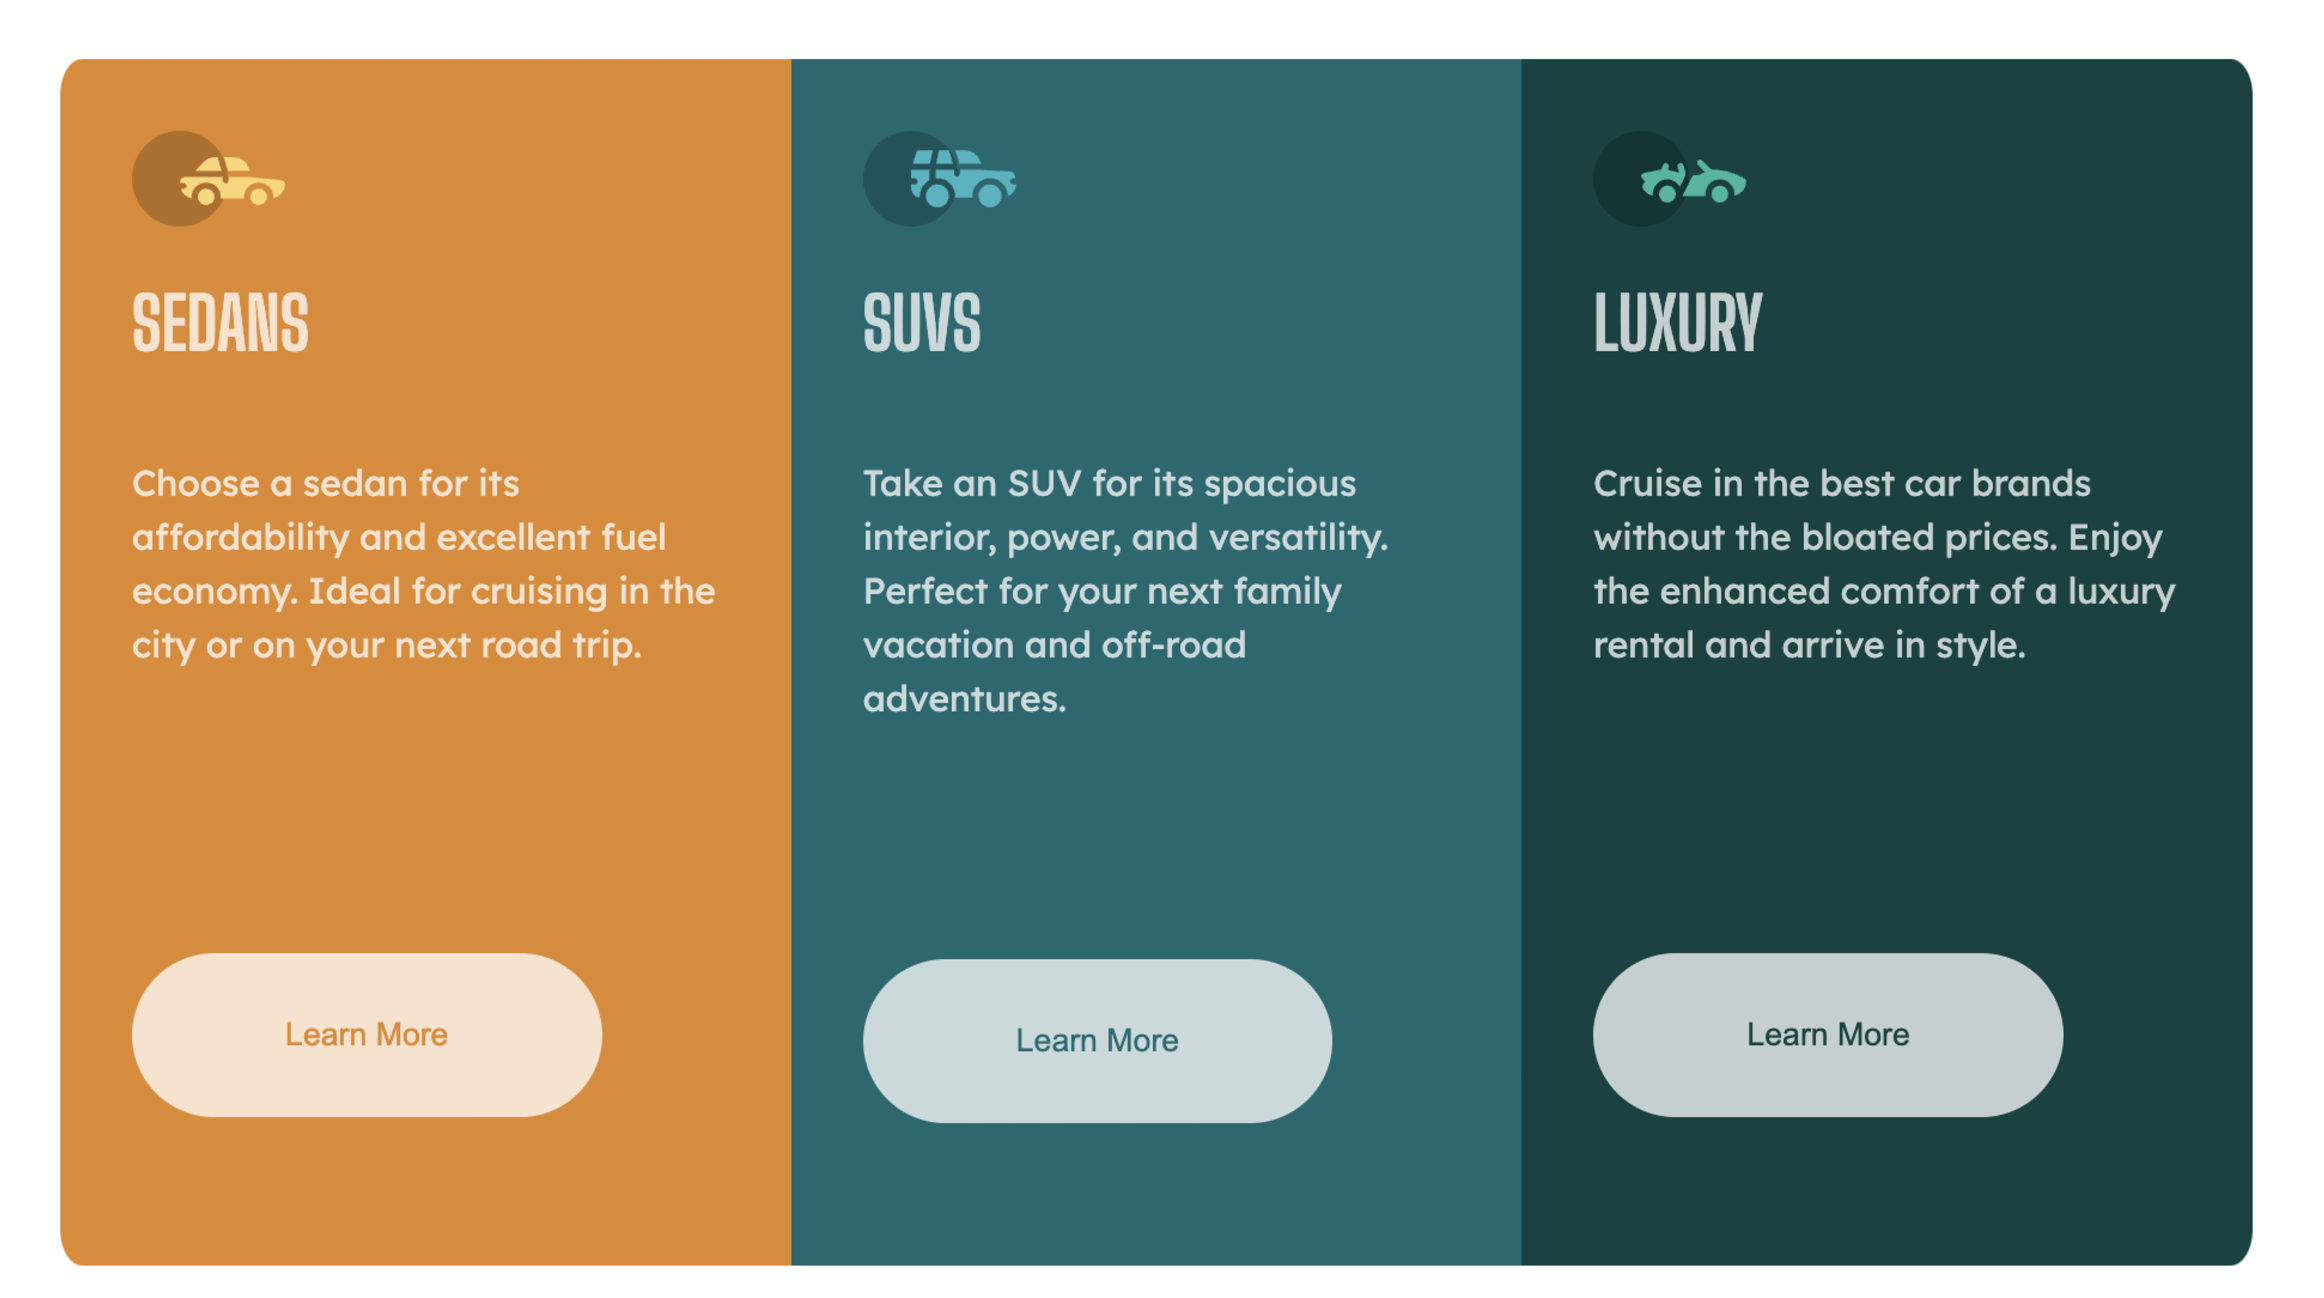 SEDANS
Choose a sedan for its
affordability and excellent fuel
economy. Ideal for cruising in the
city or on your next road trip.
Learn More
SUVS
Take an SUV for its spacious
interior, power, and versatility.
Perfect for your next family
vacation and off-road
adventures.
Learn More
LUXURY
Cruise in the best car brands
without the bloated prices. Enjoy
the enhanced comfort of a luxury
rental and arrive in style.
Learn More